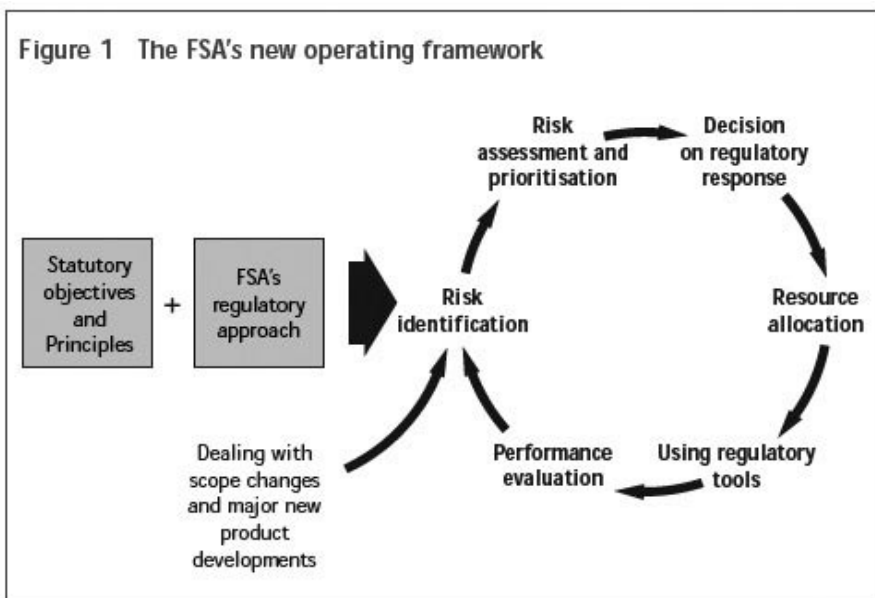 Figure 1 The FSA's new operating framework
Risk
assessment and
prioritisation
Decision
on regulatory
response
Statutory
objectives
and
Principles
+
FSA's
regulatory
approach
Risk
identification
Resource
allocation
Dealing with
scope changes
and major new
product
developments
Performance
evaluation
Using regulatory
tools